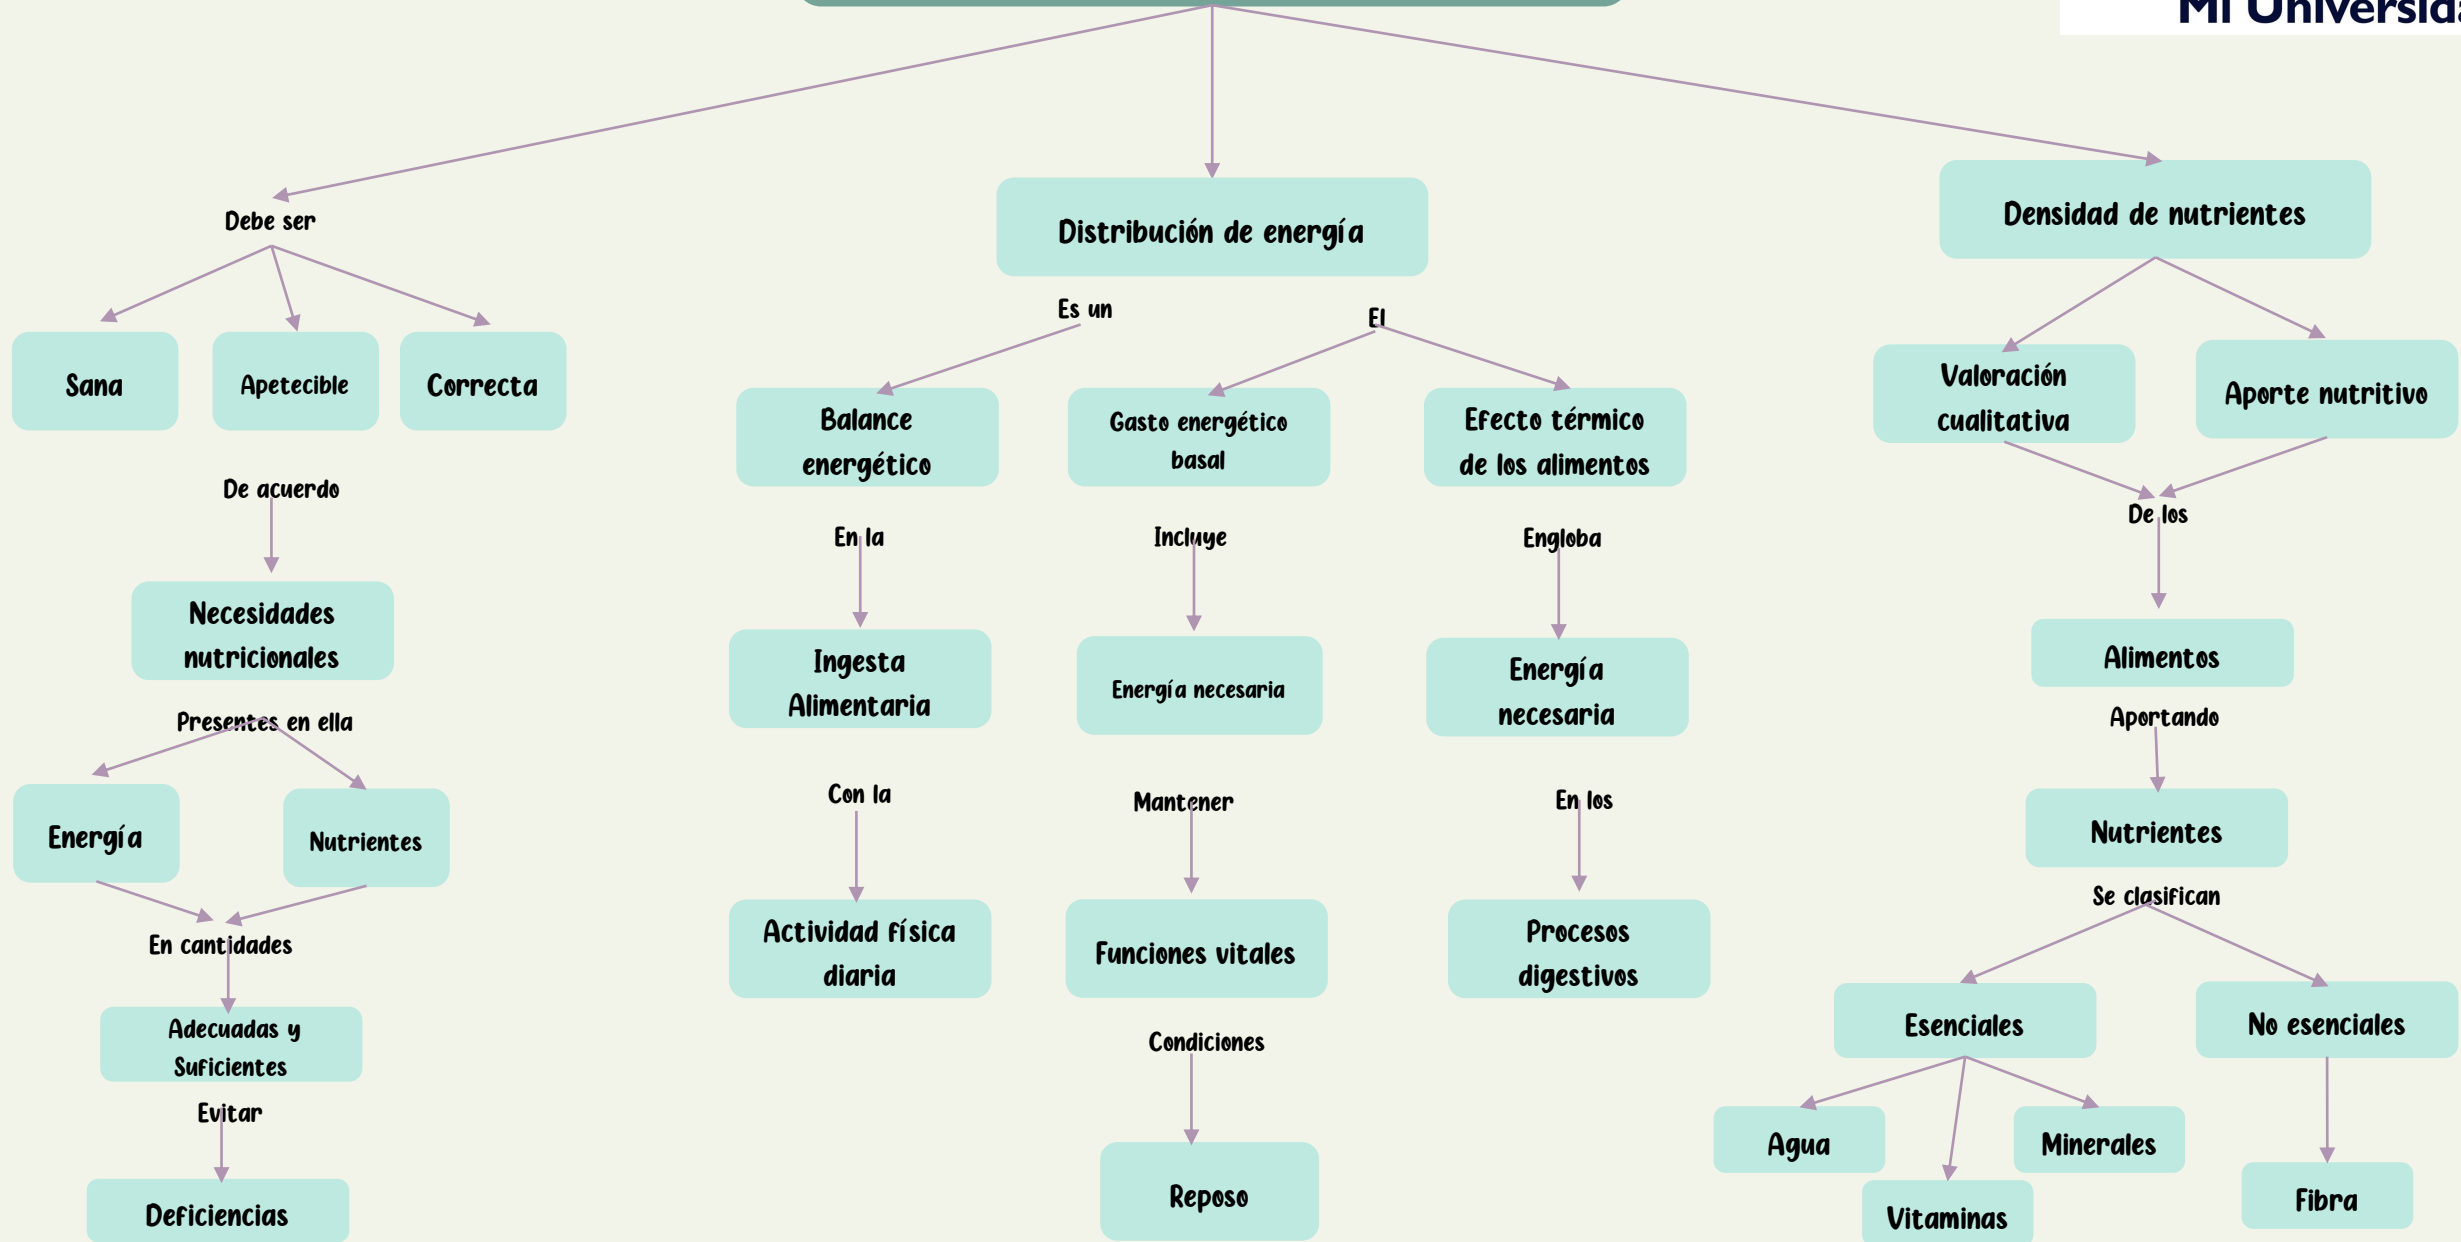 Mi Universid
Debe ser
Sana
Apetecible
Correcta
De acuerdo
Necesidades
nutricionales
Presentes en ella
Energía
Nutrientes
En cantidades
Adecuadas y
Suficientes
Evitar
Deficiencias
Distribución de energía
Es un
El
Balance
energético
Gasto energético
basal
Efecto térmico
de los alimentos
En la
Incluye
Engloba
Ingesta
Alimentaria
Energía necesaria
Energía
necesaria
Con la
Mantener
En los
Actividad física
diaria
Funciones vitales
Procesos
digestivos
Condiciones
Reposo
Densidad de nutrientes
Valoración
cualitativa
Aporte nutritivo
De los
Alimentos
Aportando
Nutrientes
Se clasifican
Esenciales
No esenciales
Agua
Vitaminas
Minerales
Fibra